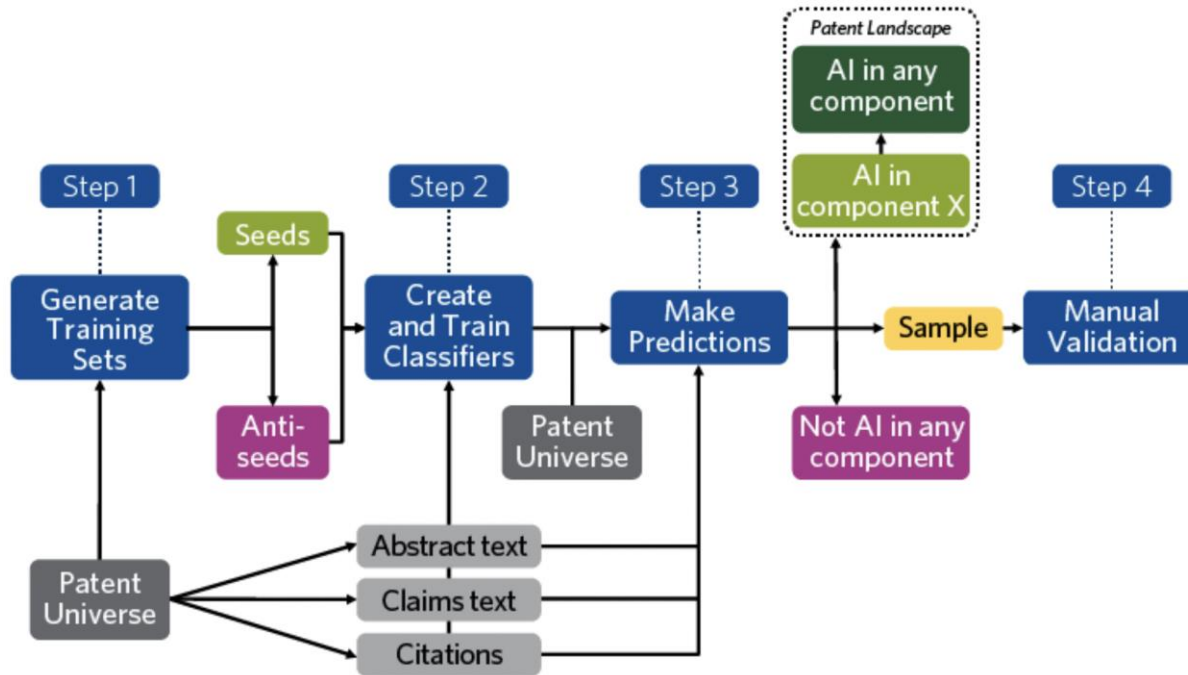 Patent Landscape
AI in any
component
AI in
component X
Step 1
Step 2
Step 3
Step 4
Seeds
Generate
Training
Sets
Create
and Train
Classifiers
Make
Predictions
Sample
Manual
Validation
Anti-
seeds
Patent
Universe
Not AI in any
component
Patent
Universe
Abstract text
Claims text
Citations